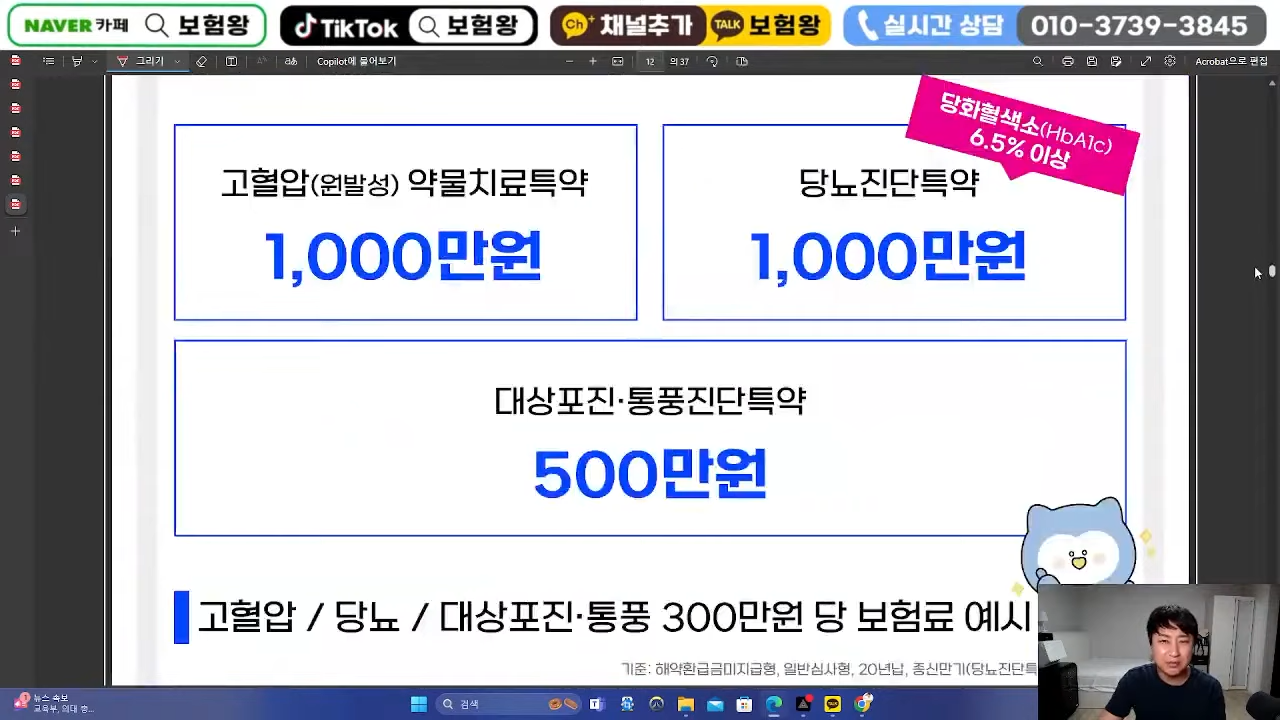 NAVER 카페 보험왕
TikTok 보험왕
Ch+ 채널추가 TALK 보험왕
실시간 상담 010-3739-3845
그리기
Copilot에 물어보기
12 의 37
Acrobat으로 편집
당화혈색소(HbA1c)
6.5% 이상
고혈압(원발성) 약물치료특약
1,000만원
당뇨진단특약
1,000만원
대상포진·통풍진단특약
500만원
고혈압 / 당뇨 / 대상포진·통풍 300만원 당 보험료 예시
기준: 해약환급금미지급형, 일반심사형, 20년납, 종신만기(당뇨진단특
뉴스 속보
교육부, 의대 증...
검색